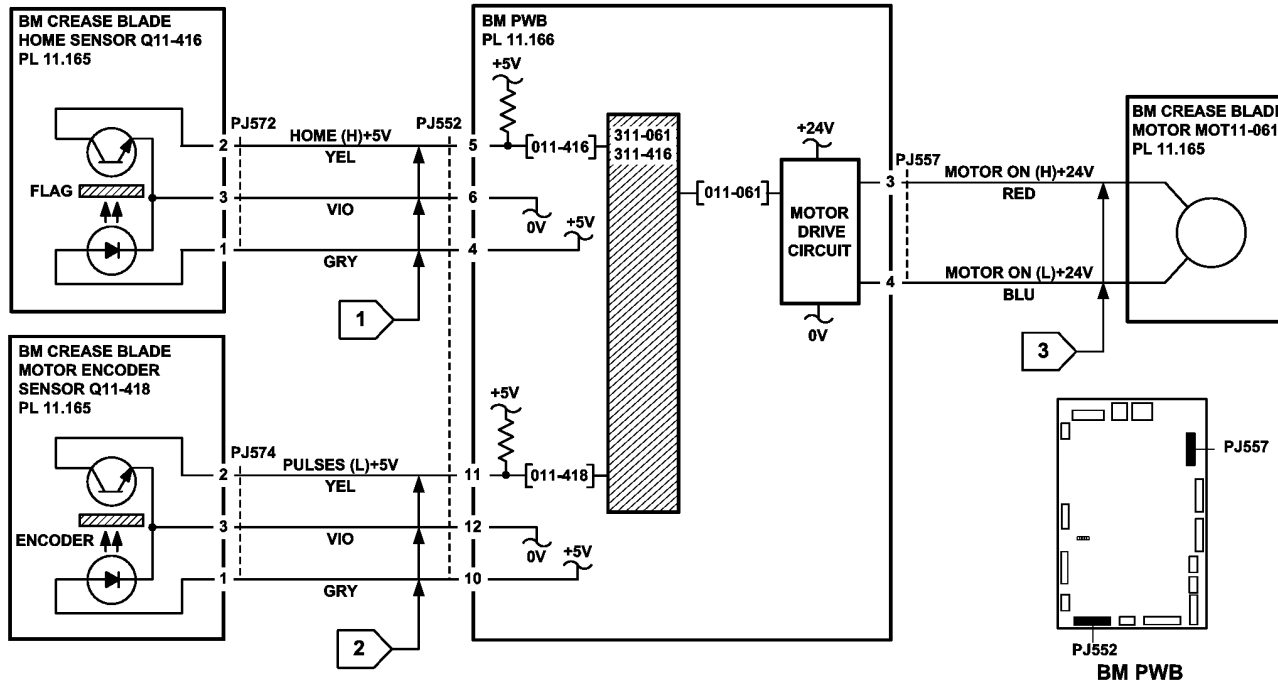 BM CREASE BLADE
HOME SENSOR Q11-416
PL 11.165
FLAG
2
3
1
PJ572
HOME (H)+5V
YEL
VIO
GRY
PJ552
5
6
4
1
BM CREASE BLADE
MOTOR ENCODER
SENSOR Q11-418
PL 11.165
ENCODER
2
3
1
PJ574
PULSES (L)+5V
YEL
VIO
GRY
11
12
10
2
BM PWB
PL 11.166
+5V
[011-416]
0V
+5V
311-061
311-416
[011-061]
+24V
MOTOR
DRIVE
CIRCUIT
0V
+5V
[011-418]
0V
+5V
3
4
PJ557
MOTOR ON (H)+24V
RED
MOTOR ON (L)+24V
BLU
3
BM CREASE BLADE
MOTOR MOT11-061
PL 11.165
PJ557
PJ552
BM PWB